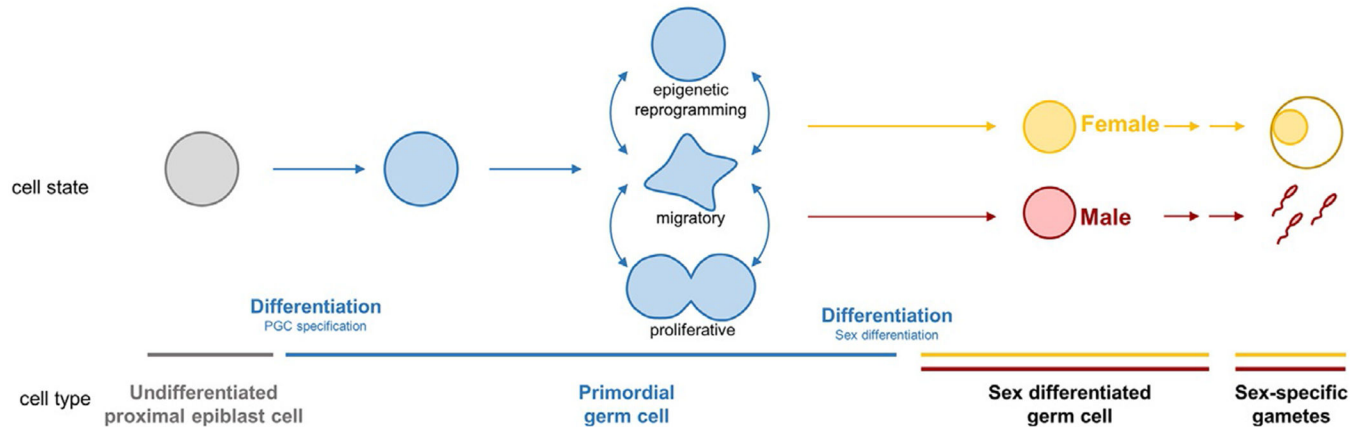 epigenetic
reprogramming
Female
cell state
migratory
Male
Differentiation
PGC specification
proliferative
Differentiation
Sex differentiation
cell type
Undifferentiated
proximal epiblast cell
Primordial
germ cell
Sex differentiated
germ cell
Sex-specific
gametes